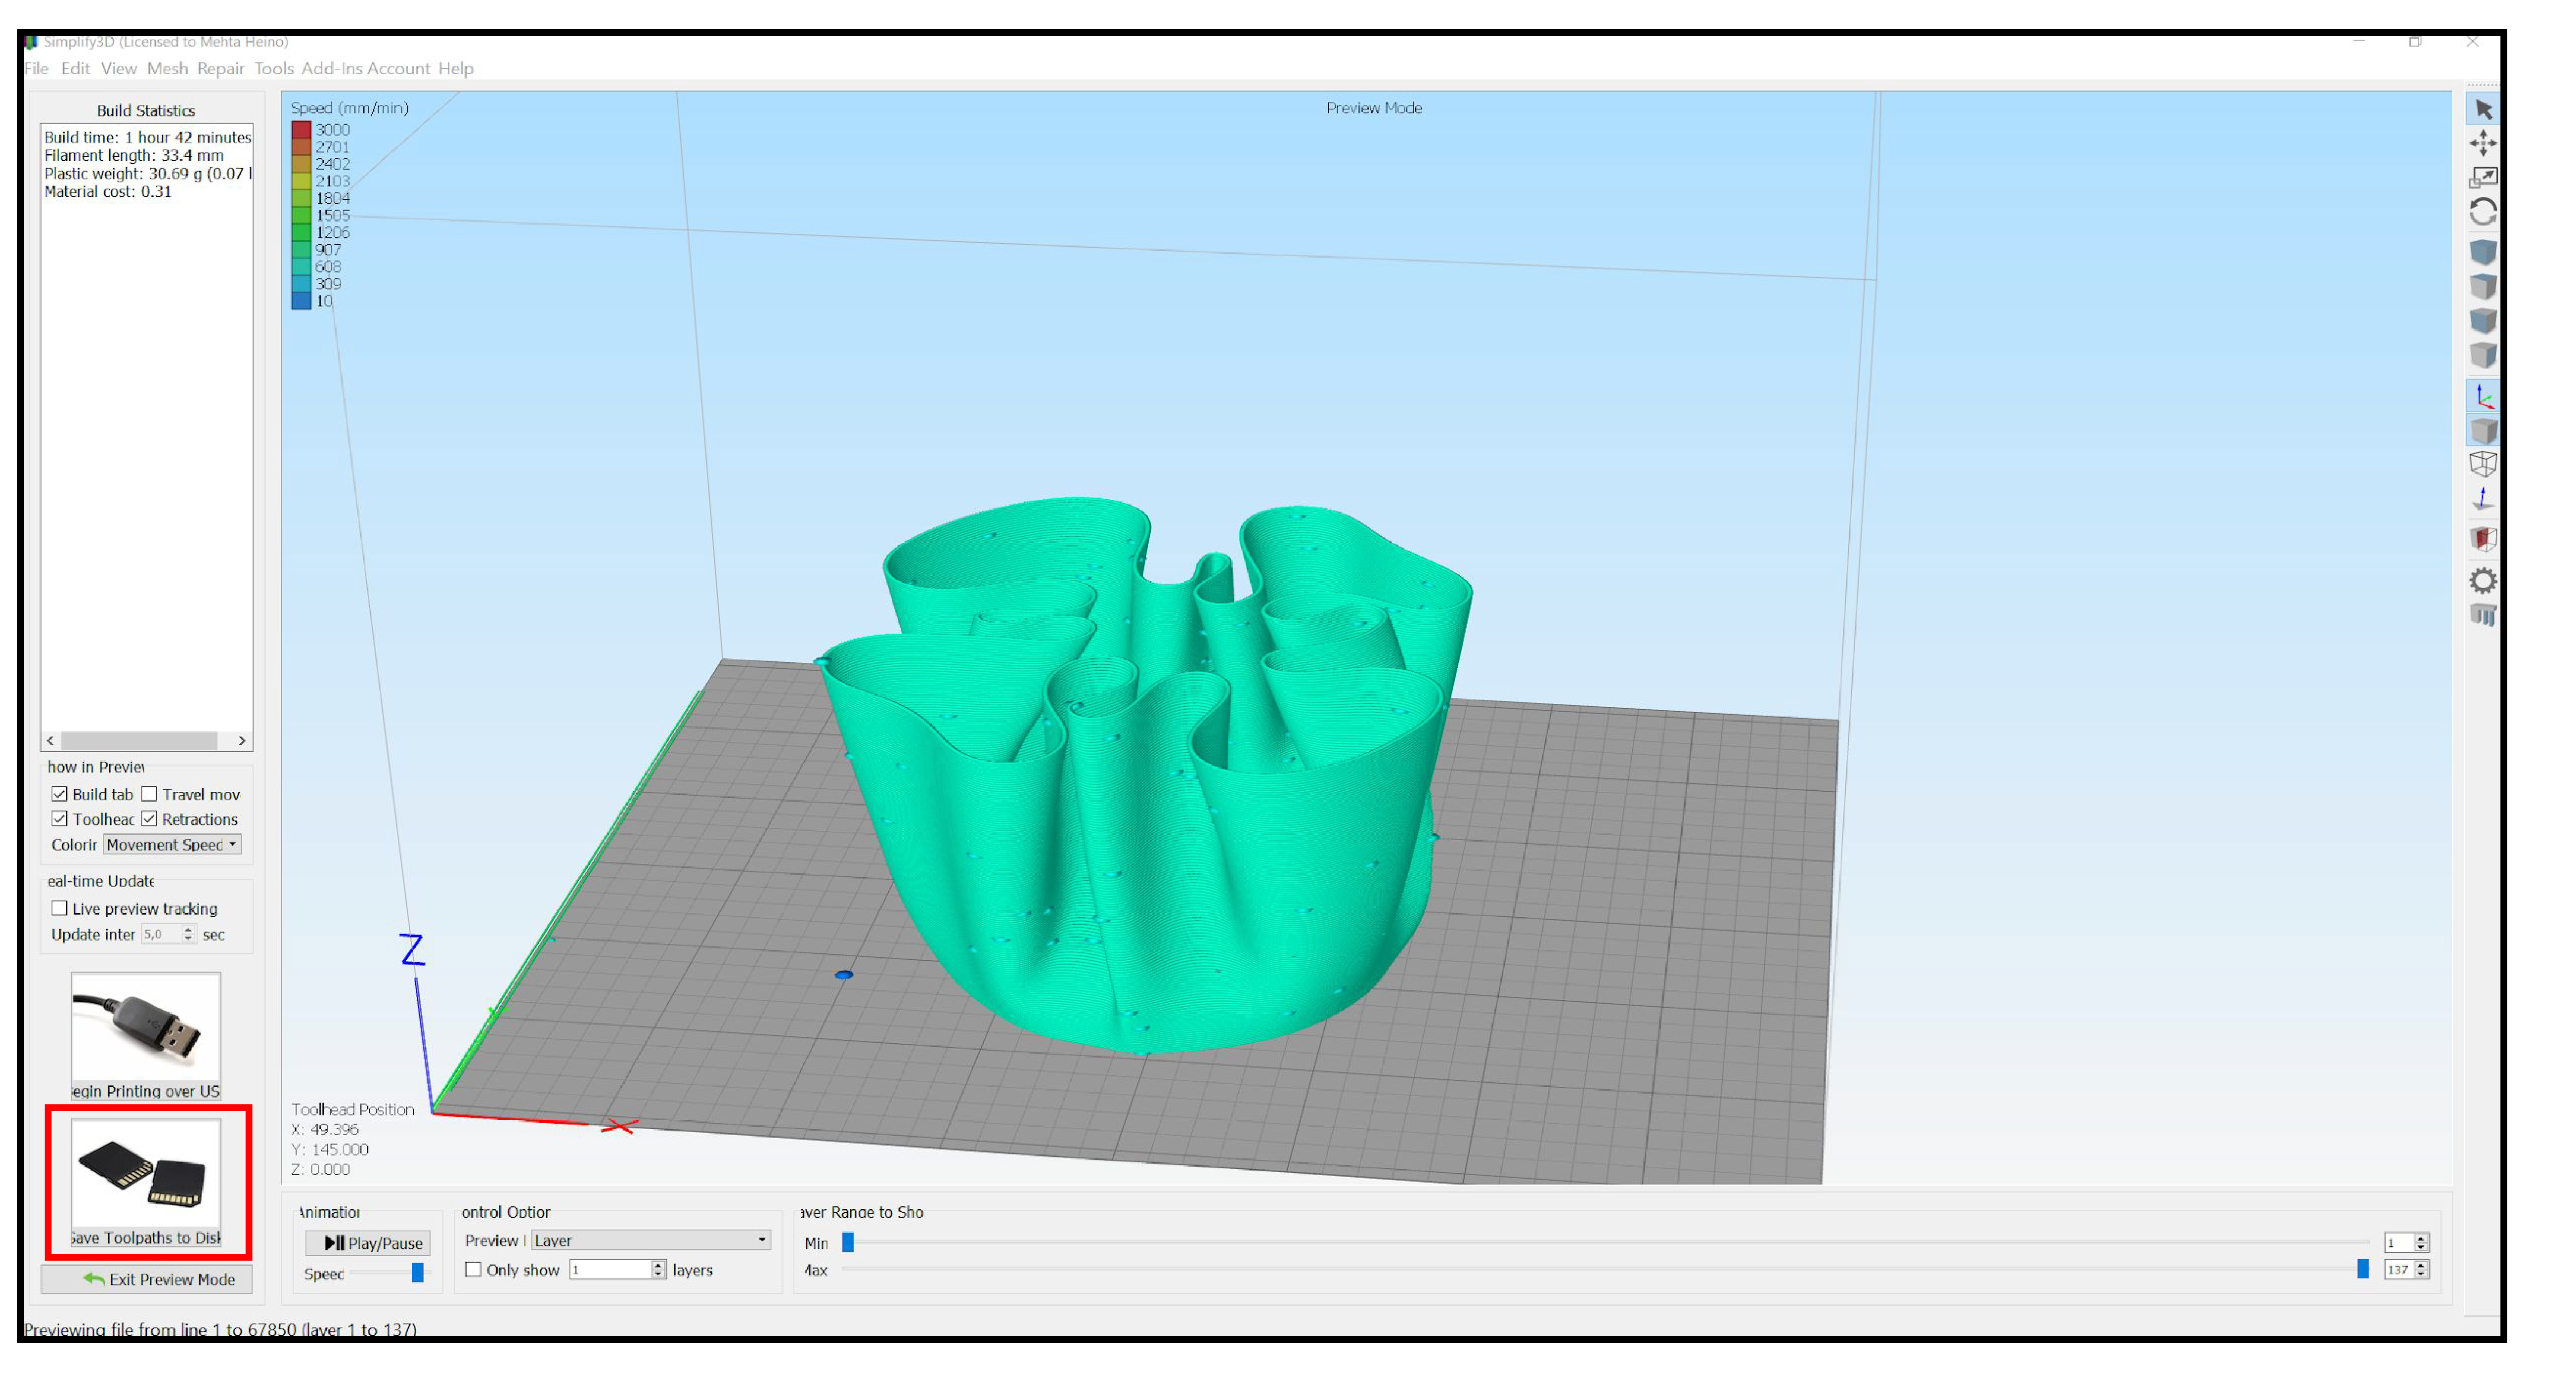 Simplify3D (Licensed to Mehta Heino)
File Edit View Mesh Repair Tools Add-Ins Account Help
Build Statistics
Build time: 1 hour 42 minutes
Filament length: 33.4 mm
Plastic weight: 30.69 g (0.07 l
Material cost: 0.31
how in Previe
Build tab Travel mov
Toolheac Retractions
Colorir Movement Speed
eal-time Update
Live preview tracking
Update inter 5,0 sec
egin Printing over US
Save Toolpaths to Disk
Exit Preview Mode
Speed (mm/min)
3000
2701
2402
2103
1804
1505
1206
907
608
309
10
Preview Mode
Z
Y
X
Toolhead Position
X: 49.396
Y: 145.000
Z: 0.000
Animation
Play/Pause
Speed
ontrol Option
Preview Layer
Only show 1 layers
ayer Range to Sho
Min 1
Max 137
Previewing file from line 1 to 67850 (layer 1 to 137)